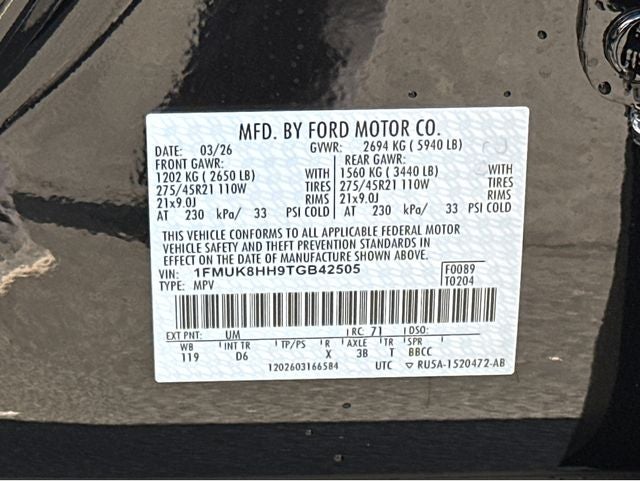 MFD. BY FORD MOTOR CO.
DATE: 03/26 GVWR: 2694 KG ( 5940 LB)
FRONT GAWR: REAR GAWR:
1202 KG ( 2650 LB) WITH 1560 KG ( 3440 LB) WITH
275/45R21 110W TIRES 275/45R21 110W TIRES
21x9.0J RIMS 21x9.0J RIMS
AT 230 kPa/ 33 PSI COLD AT 230 kPa/ 33 PSI COLD
THIS VEHICLE CONFORMS TO ALL APPLICABLE FEDERAL MOTOR
VEHICLE SAFETY AND THEFT PREVENTION STANDARDS IN
EFFECT ON THE DATE OF MANUFACTURE SHOWN ABOVE.
VIN: 1FMUK8HH9TGB42505 F0089
TYPE: MPV T0204
EXT PNT: UM RC: 71 DSO:
WB INT TR TP/PS R AXLE TR SPR
119 D6 X 3B T BBCC
1202603166584 UTC ▽ RU5A-1520472-AB